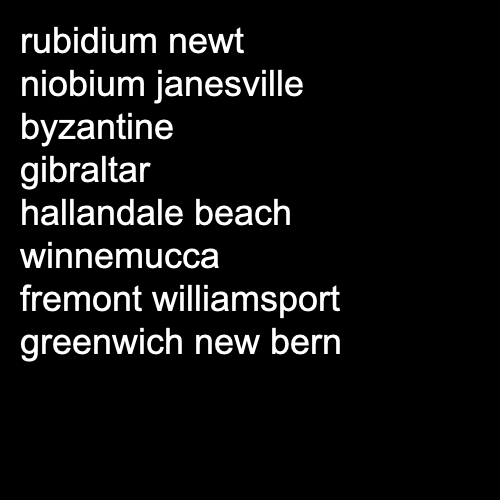 rubidium newt
niobium janesville
byzantine
gibraltar
hallandale beach
winnemucca
fremont williamsport
greenwich new bern